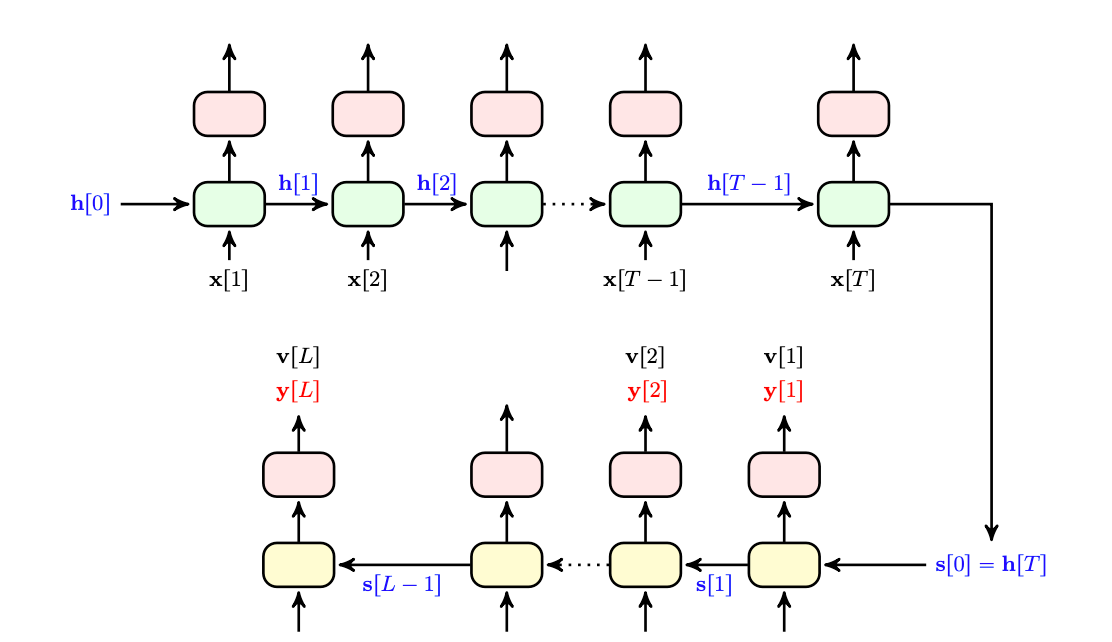 h[0]
h[1]
h[2]
h[T − 1]
x[1]
x[2]
x[T − 1]
x[T]
v[L]
v[2]
v[1]
y[L]
y[2]
y[1]
s[L − 1]
s[1]
s[0] = h[T]